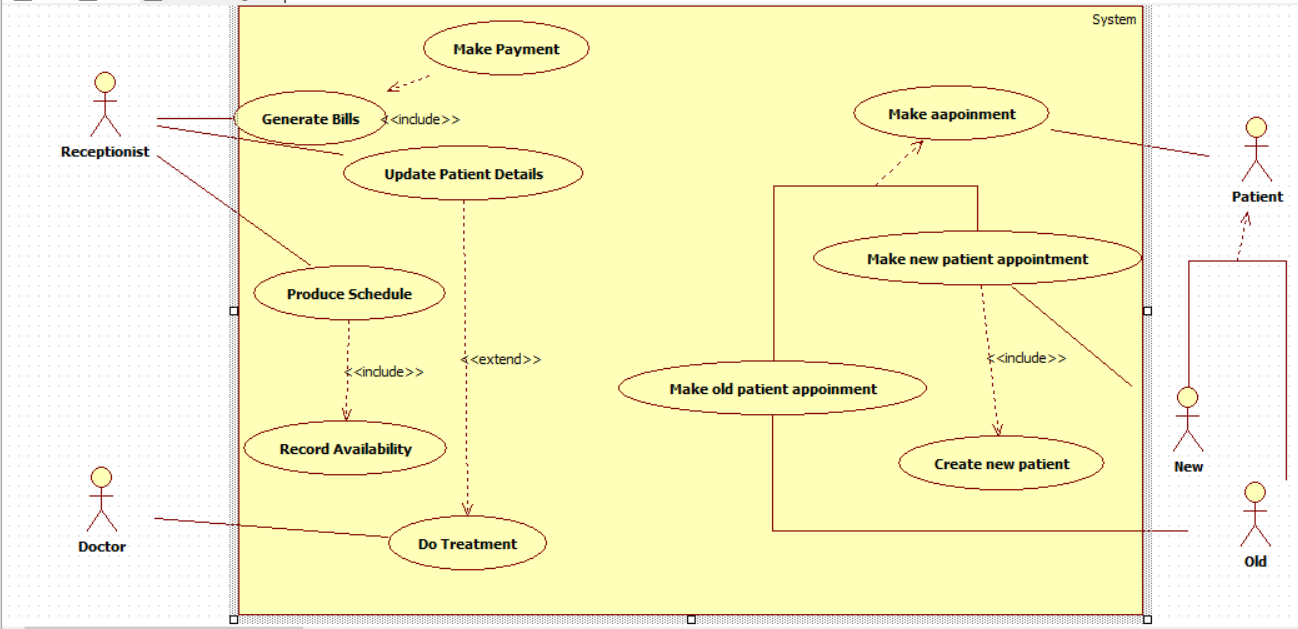 System
Make Payment
Generate Bills
<<include>>
Make aapoinment
Receptionist
Update Patient Details
Patient
Make new patient appointment
Produce Schedule
<<extend>>
<<include>>
<<include>>
Make old patient appoinment
Record Availability
Create new patient
New
Doctor
Do Treatment
Old